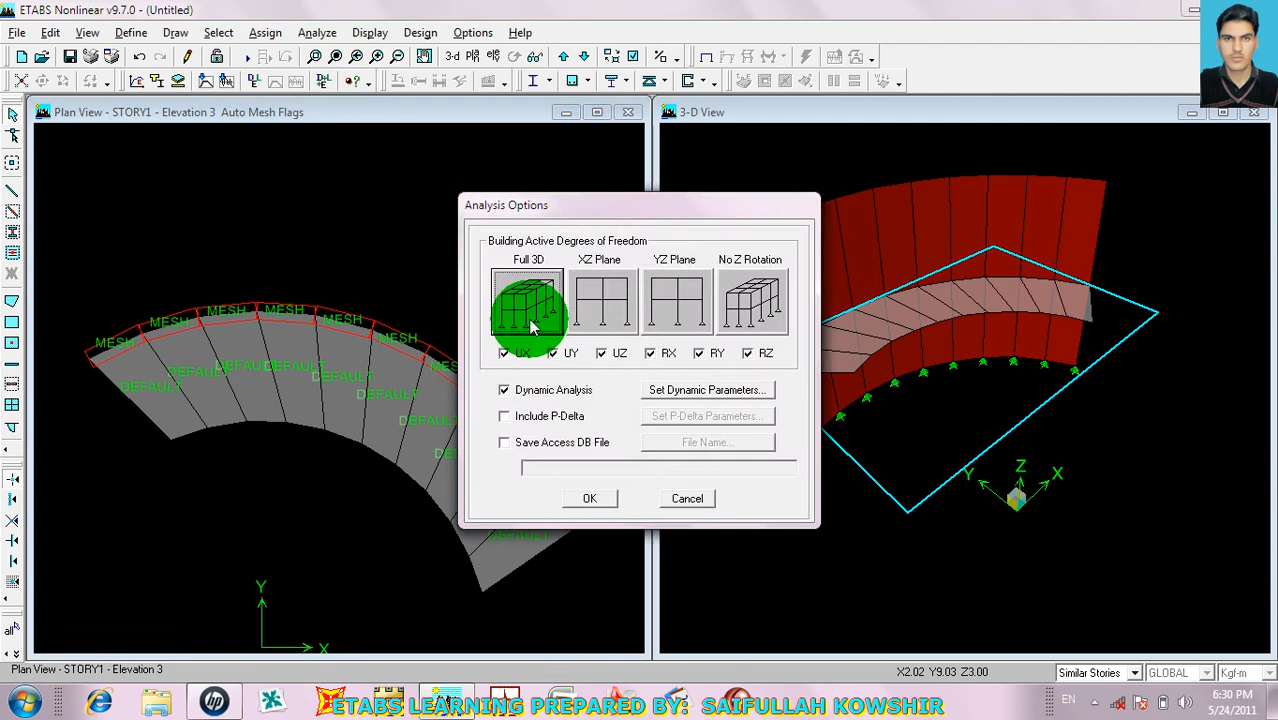 ETABS Nonlinear v9.7.0 - (Untitled)
File Edit View Define Draw Select Assign Analyze Display Design Options Help
3-d
Plan View - STORY1 - Elevation 3 Auto Mesh Flags
3-D View
MESH MESH MESH MESH MESH MES
DEFAULT DEFAULT DEFAULT DEFAULT DEFAULT DEFAULT DE DEFAULT
Y
X
Analysis Options
Building Active Degrees of Freedom
Full 3D XZ Plane YZ Plane No Z Rotation
UX UY UZ RX RY RZ
Dynamic Analysis Set Dynamic Parameters...
Include P-Delta Set P-Delta Parameters...
Save Access DB File File Name...
OK Cancel
Z
Y X
all
Plan View - STORY1 - Elevation 3 X2.02 Y9.03 Z3.00 Similar Stories GLOBAL Kgf-m
EN 6:30 PM
5/24/2011
ETABS LEARNING PREPARED BY: SAIFULLAH KOWSHIR